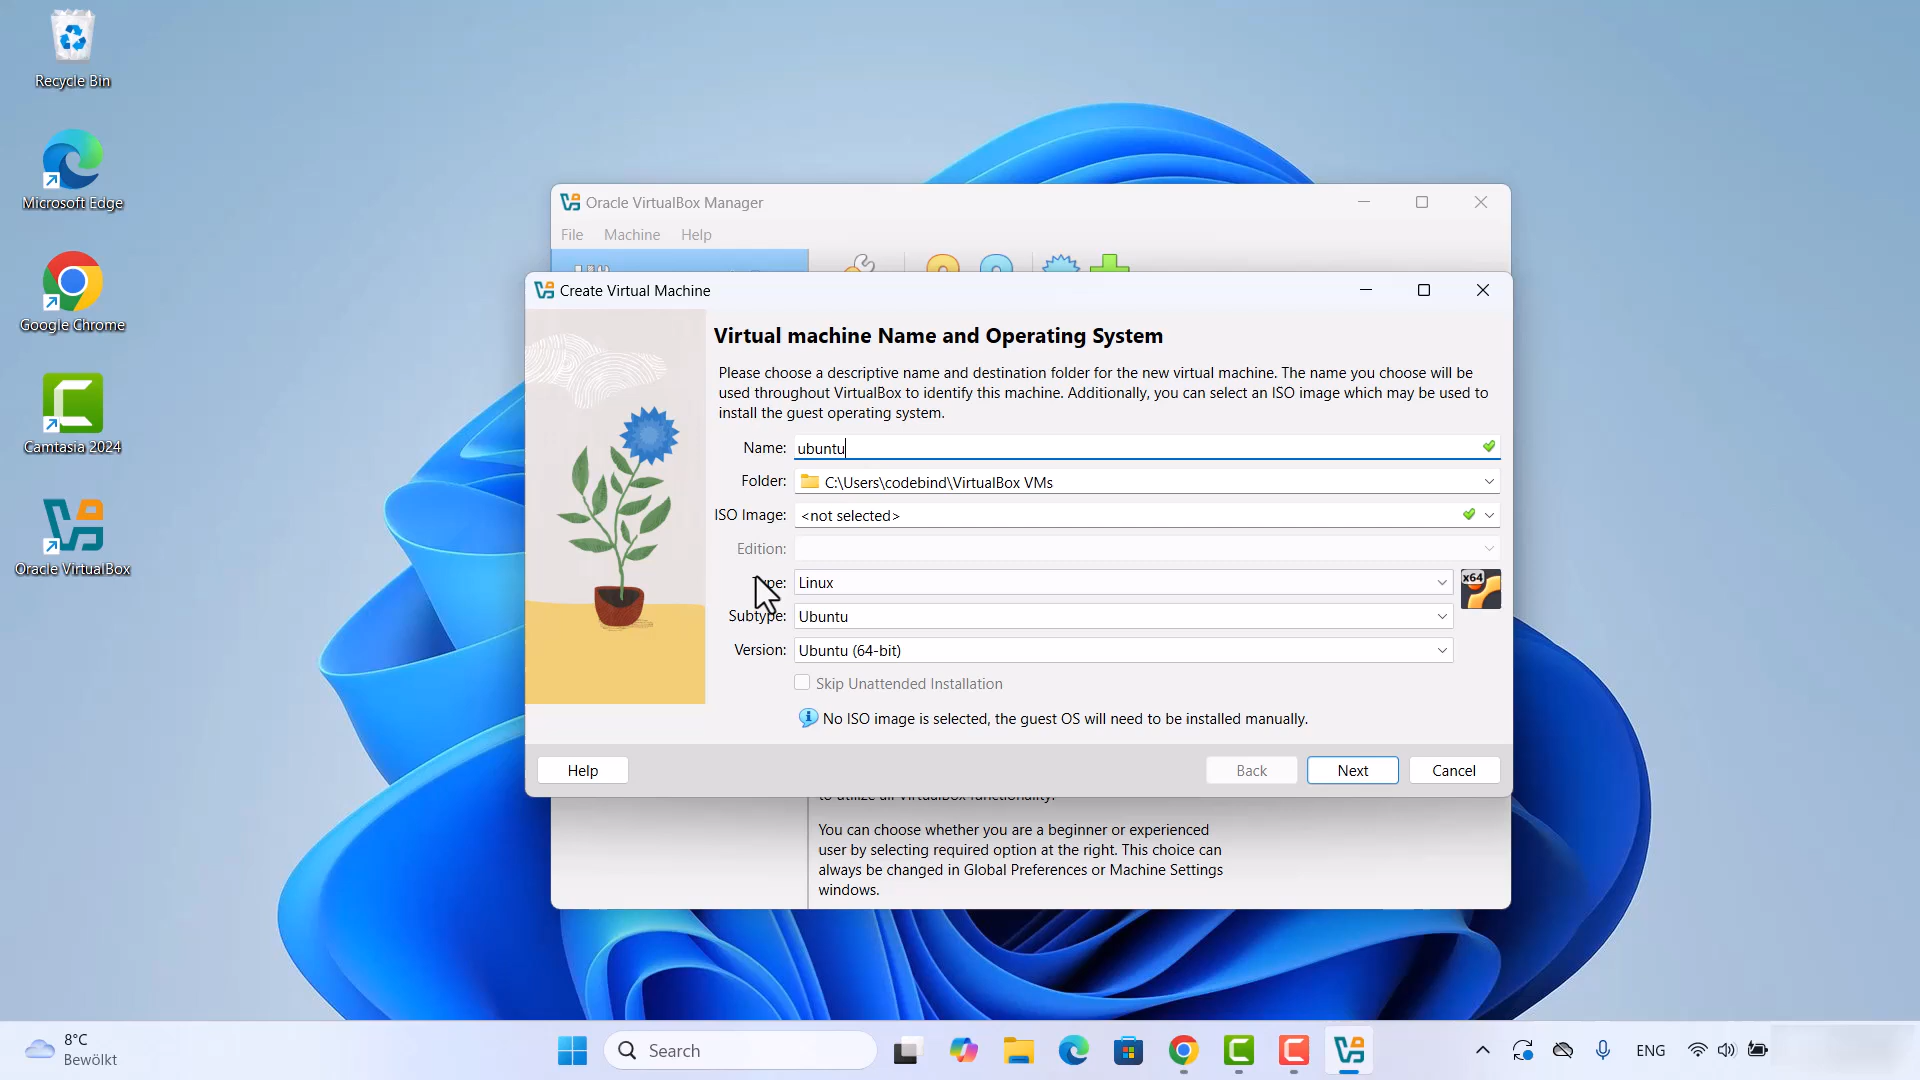 Recycle Bin
Microsoft Edge
Google Chrome
Camtasia 2024
Oracle VirtualBox
Oracle VirtualBox Manager
File Machine Help
Create Virtual Machine
Virtual machine Name and Operating System
Please choose a descriptive name and destination folder for the new virtual machine. The name you choose will be
used throughout VirtualBox to identify this machine. Additionally, you can select an ISO image which may be used to
install the guest operating system.
Name: ubuntu
Folder: C:\Users\codebind\VirtualBox VMs
ISO Image: <not selected>
Edition:
Linux
x64
Subtype: Ubuntu
Version: Ubuntu (64-bit)
Skip Unattended Installation
No ISO image is selected, the guest OS will need to be installed manually.
Help Back Next Cancel
to utilize all VirtualBox functionality.
You can choose whether you are a beginner or experienced
user by selecting required option at the right. This choice can
always be changed in Global Preferences or Machine Settings
windows.
8°C
Bewölkt
Search
ENG